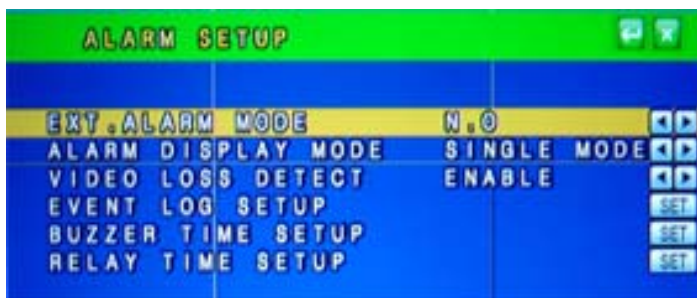 ALARM SETUP
EXT.ALARM MODE N.O
ALARM DISPLAY MODE SINGLE MODE
VIDEO LOSS DETECT ENABLE
EVENT LOG SETUP SET
BUZZER TIME SETUP SET
RELAY TIME SETUP SET